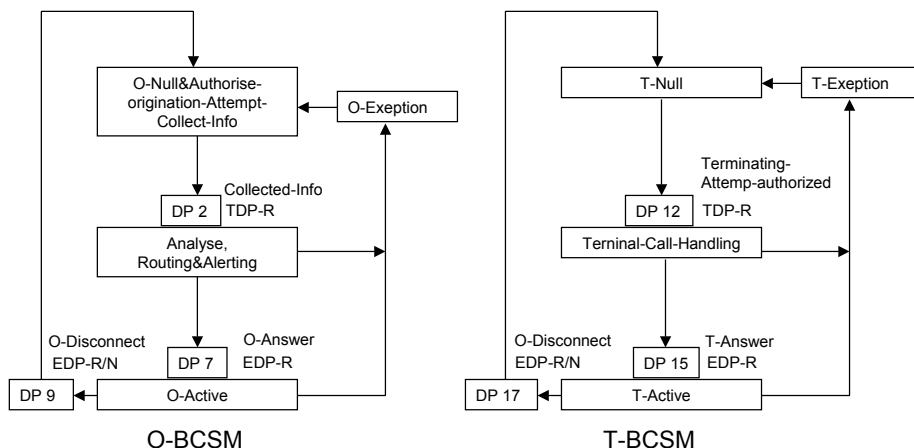 O-Null&Authorise-
origination-Attempt-
Collect-Info
O-Exeption
Collected-Info
DP 2
TDP-R
Analyse,
Routing&Alerting
O-Disconnect
EDP-R/N
O-Answer
DP 7
EDP-R
DP 9
O-Active
O-BCSM
T-Null
T-Exeption
Terminating-
Attemp-authorized
DP 12
TDP-R
Terninal-Call-Handling
O-Disconnect
EDP-R/N
T-Answer
DP 15
EDP-R
DP 17
T-Active
T-BCSM